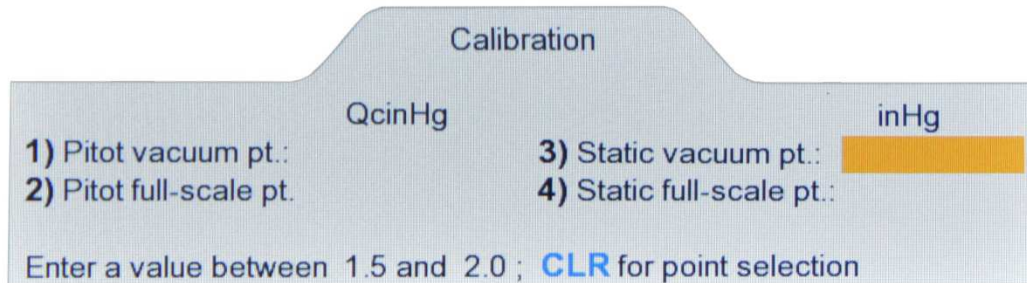 Calibration
QcinHg inHg
1) Pitot vacuum pt.: 3) Static vacuum pt.:
2) Pitot full-scale pt. 4) Static full-scale pt.:
Enter a value between 1.5 and 2.0 ; CLR for point selection